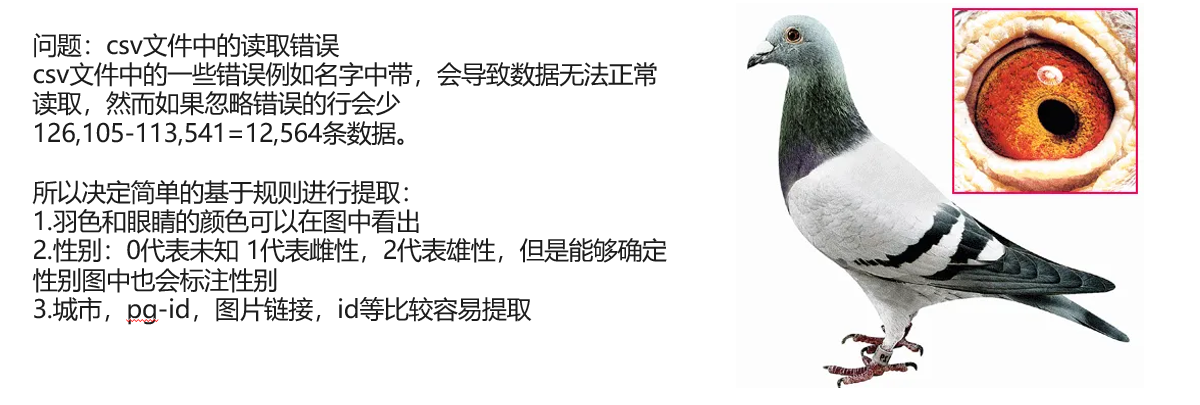 问题：csv文件中的读取错误
csv文件中的一些错误例如名字中带，会导致数据无法正常
读取，然而如果忽略错误的行会少
126,105-113,541=12,564条数据。
所以决定简单的基于规则进行提取：
1.羽色和眼睛的颜色可以在图中看出
2.性别：0代表未知 1代表雌性，2代表雄性，但是能够确定
性别图中也会标注性别
3.城市，pg-id，图片链接，id等比较容易提取